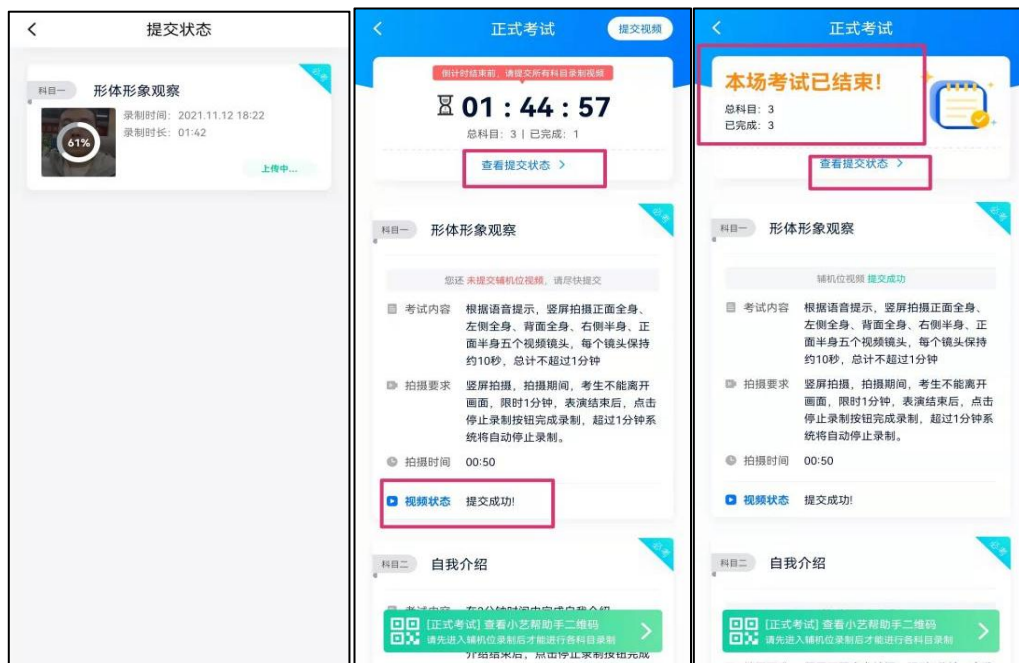 提交状态
必考
科目一 形体形象观察
录制时间：2021.11.12 18:22
录制时长：01:42
61%
上传中...
正式考试
提交视频
倒计时结束前，请提交所有科目录制视频
01 : 44 : 57
总科目：3 | 已完成：1
查看提交状态 >
必考
科目一 形体形象观察
您还 未提交辅机位视频，请尽快提交
考试内容 根据语音提示，竖屏拍摄正面全身、
左侧全身、背面全身、右侧半身、正
面半身五个视频镜头，每个镜头保持
约10秒，总计不超过1分钟
拍摄要求 竖屏拍摄，拍摄期间，考生不能离开
画面，限时1分钟，表演结束后，点击
停止录制按钮完成录制，超过1分钟系
统将自动停止录制。
拍摄时间 00:50
视频状态 提交成功!
必考
科目二 自我介绍
[正式考试] 查看小艺帮助手二维码
请先进入辅机位录制后才能进行各科目录制
介绍结束后，点击停止录制按钮完成
正式考试
本场考试已结束!
总科目：3
已完成：3
查看提交状态 >
必考
科目一 形体形象观察
辅机位视频 提交成功
考试内容 根据语音提示，竖屏拍摄正面全身、
左侧全身、背面全身、右侧半身、正
面半身五个视频镜头，每个镜头保持
约10秒，总计不超过1分钟
拍摄要求 竖屏拍摄，拍摄期间，考生不能离开
画面，限时1分钟，表演结束后，点击
停止录制按钮完成录制，超过1分钟系
统将自动停止录制。
拍摄时间 00:50
视频状态 提交成功!
必考
科目二 自我介绍
[正式考试] 查看小艺帮助手二维码
请先进入辅机位录制后才能进行各科目录制